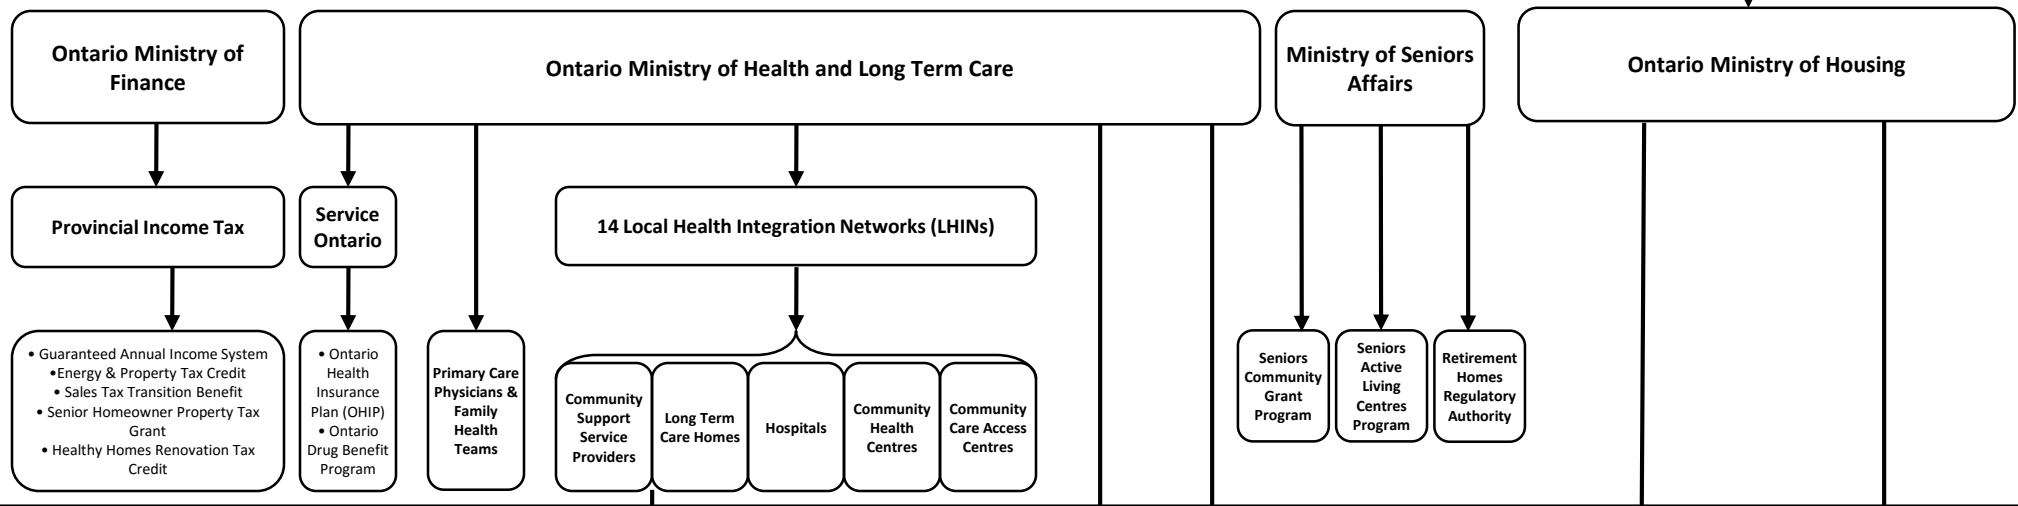 Ontario Ministry of
Finance
Ontario Ministry of Health and Long Term Care
Ministry of Seniors
Affairs
Ontario Ministry of Housing
Provincial Income Tax
Service
Ontario
14 Local Health Integration Networks (LHINs)
• Guaranteed Annual Income System
•Energy & Property Tax Credit
• Sales Tax Transition Benefit
• Senior Homeowner Property Tax
Grant
• Healthy Homes Renovation Tax
Credit
• Ontario
Health
Insurance
Plan (OHIP)
• Ontario
Drug Benefit
Program
Primary Care
Physicians &
Family
Health
Teams
Community
Support
Service
Providers
Long Term
Care Homes
Hospitals
Community
Health
Centres
Community
Care Access
Centres
Seniors
Community
Grant
Program
Seniors
Active
Living
Centres
Program
Retirement
Homes
Regulatory
Authority